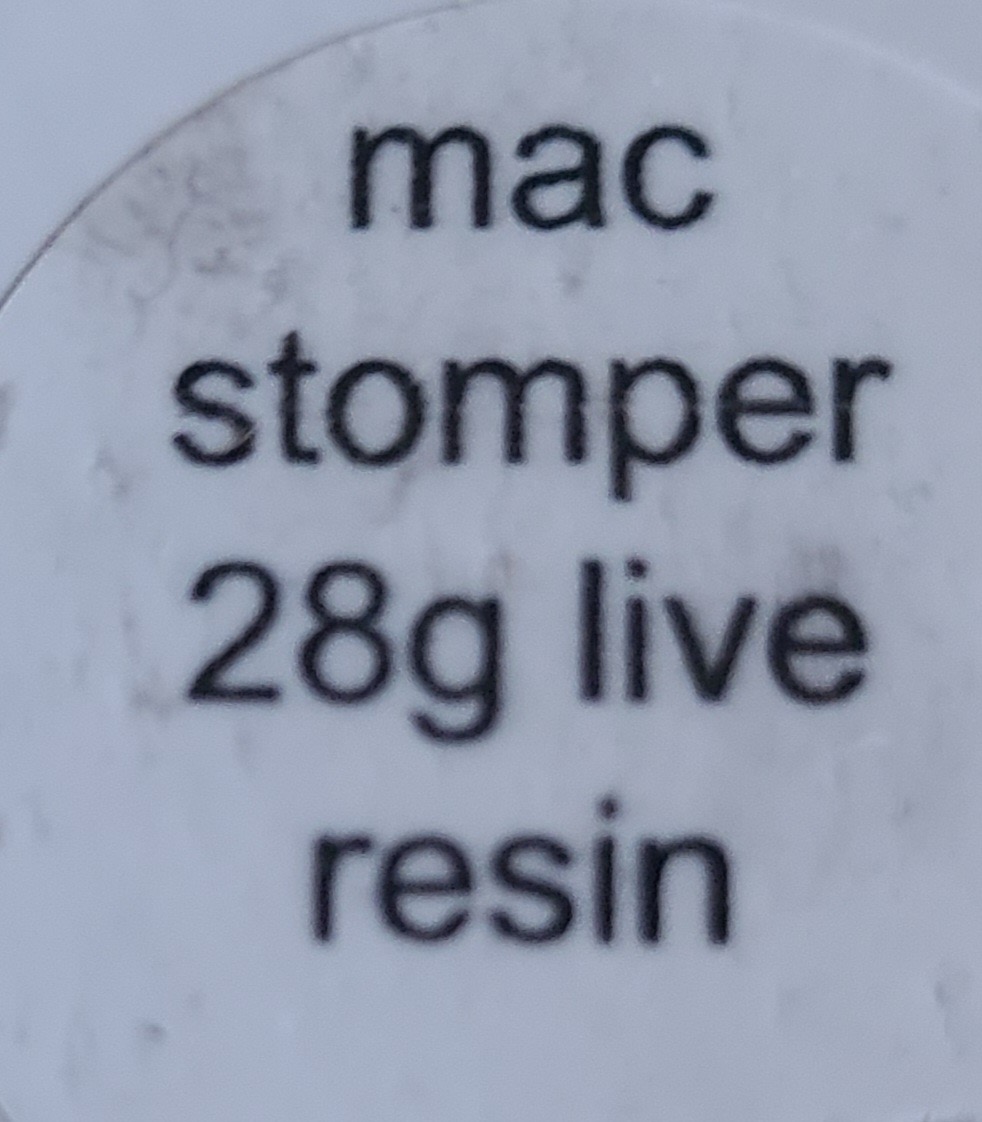 mac
stomper
28g live
resin